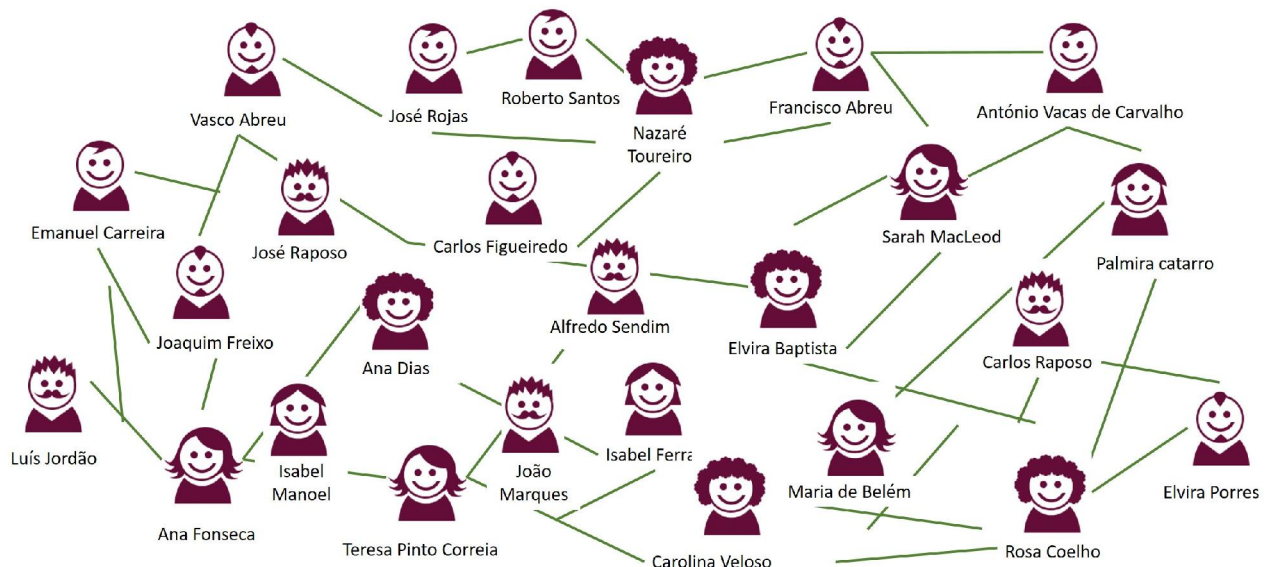 Roberto Santos
Francisco Abreu
António Vacas de Carvalho
Vasco Abreu
José Rojas
Nazaré
Toureiro
Emanuel Carreira
José Raposo
Carlos Figueiredo
Sarah MacLeod
Palmira catarro
Alfredo Sendim
Joaquim Freixo
Ana Dias
Elvira Baptista
Carlos Raposo
Luís Jordão
Isabel
Manoel
João
Marques
Isabel Ferra
Maria de Belém
Elvira Porres
Ana Fonseca
Teresa Pinto Correia
Carolina Veloso
Rosa Coelho